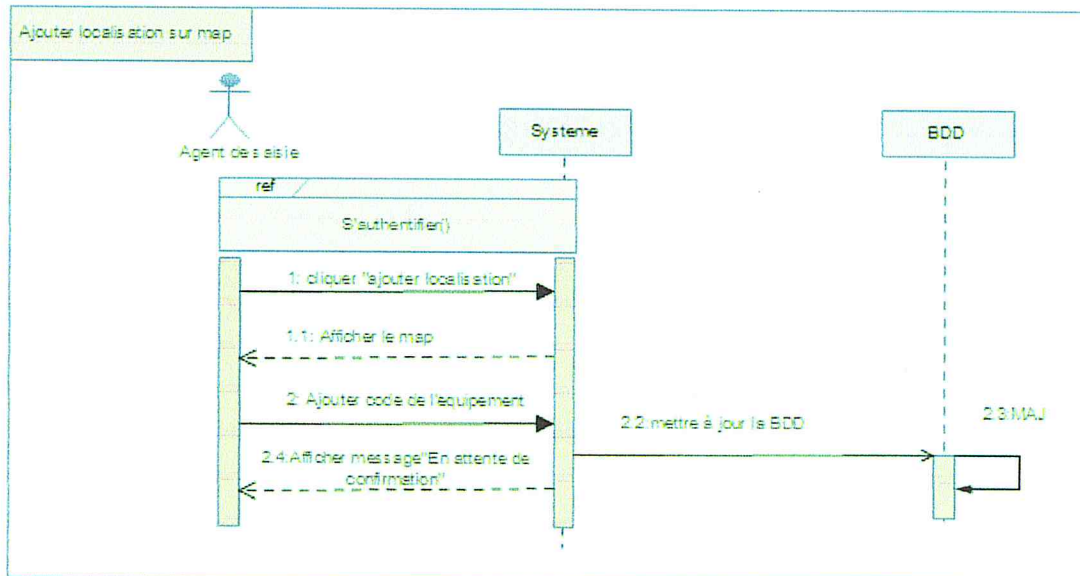 Ajouter localisation sur map
Agent de saisie
Systeme
BDD
ref
S'authentifier()
1: cliquer "ajouter localisation"
1.1: Afficher le map
2: Ajouter code de l'equipement
2.2:mettre à jour la BDD
2.3:MAJ
2.4:Afficher message"En attente de
confirmation"